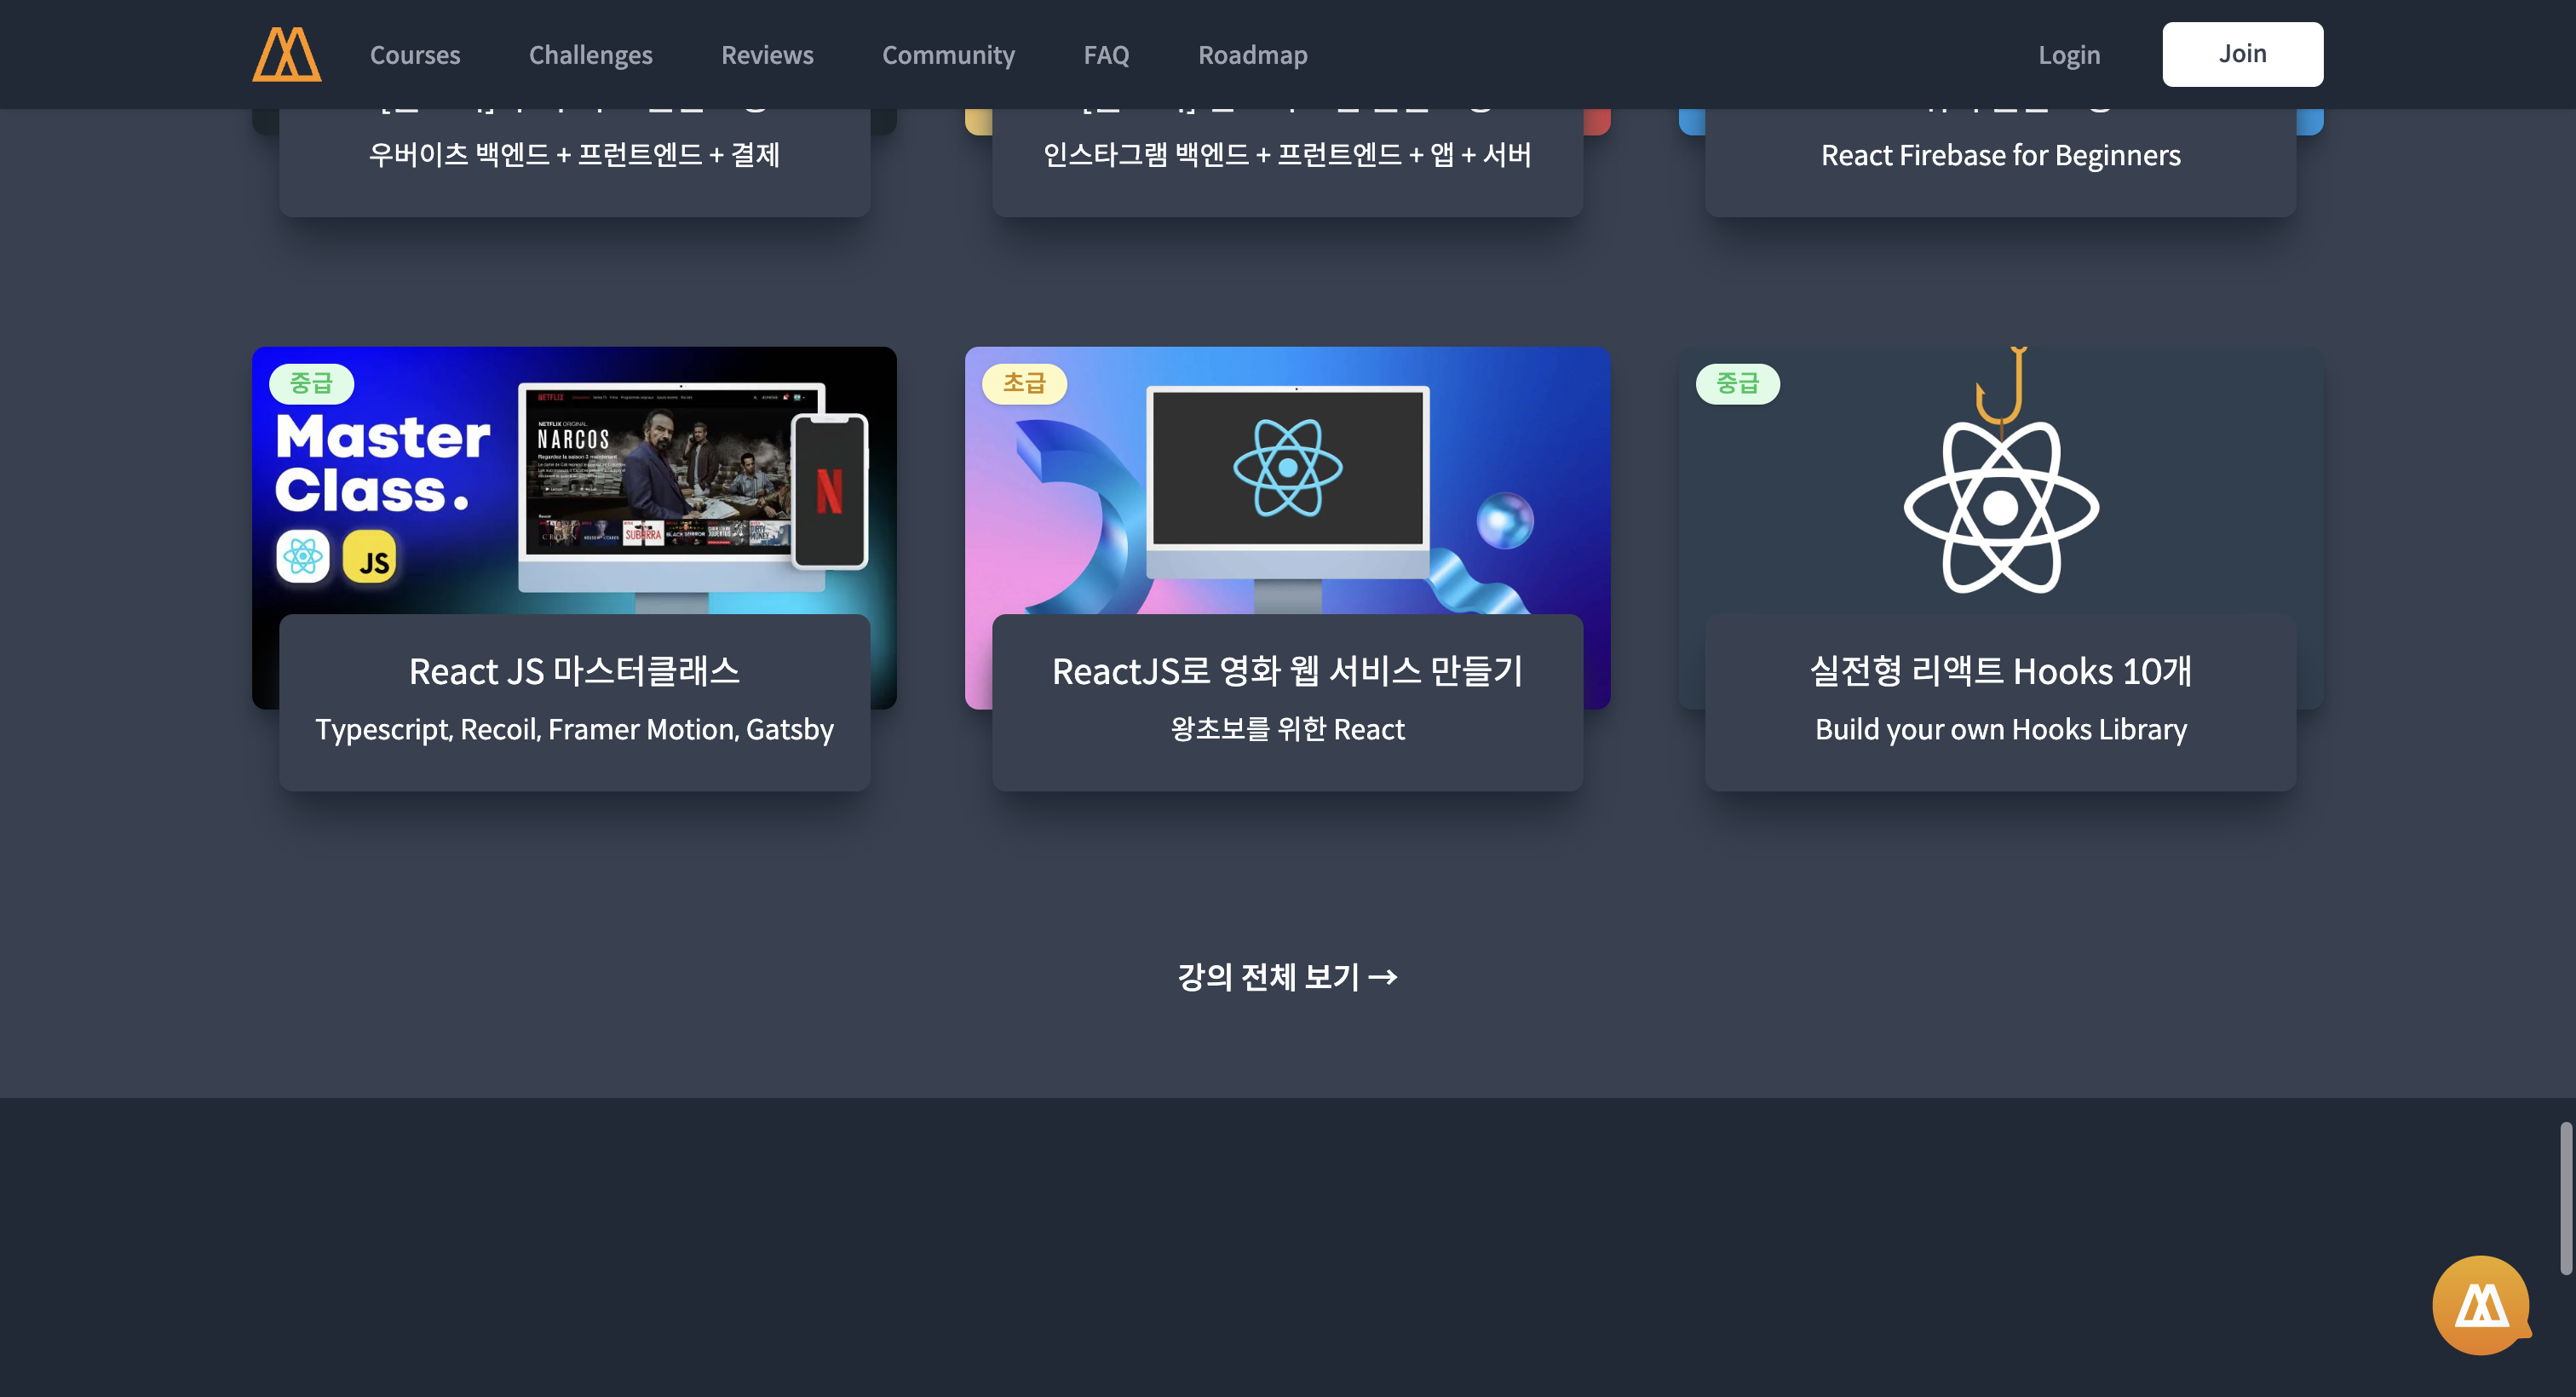 Courses Challenges Reviews Community FAQ Roadmap Login Join
우버이츠 백엔드 + 프런트엔드 + 결제
인스타그램 백엔드 + 프런트엔드 + 앱 + 서버
React Firebase for Beginners
중급
Master
Class.
JS
NETFLIX
NETFLIX ORIGINAL
NARCOS
SUBURRA
N
React JS 마스터클래스
Typescript, Recoil, Framer Motion, Gatsby
초급
ReactJS로 영화 웹 서비스 만들기
왕초보를 위한 React
중급
실전형 리액트 Hooks 10개
Build your own Hooks Library
강의 전체 보기 →